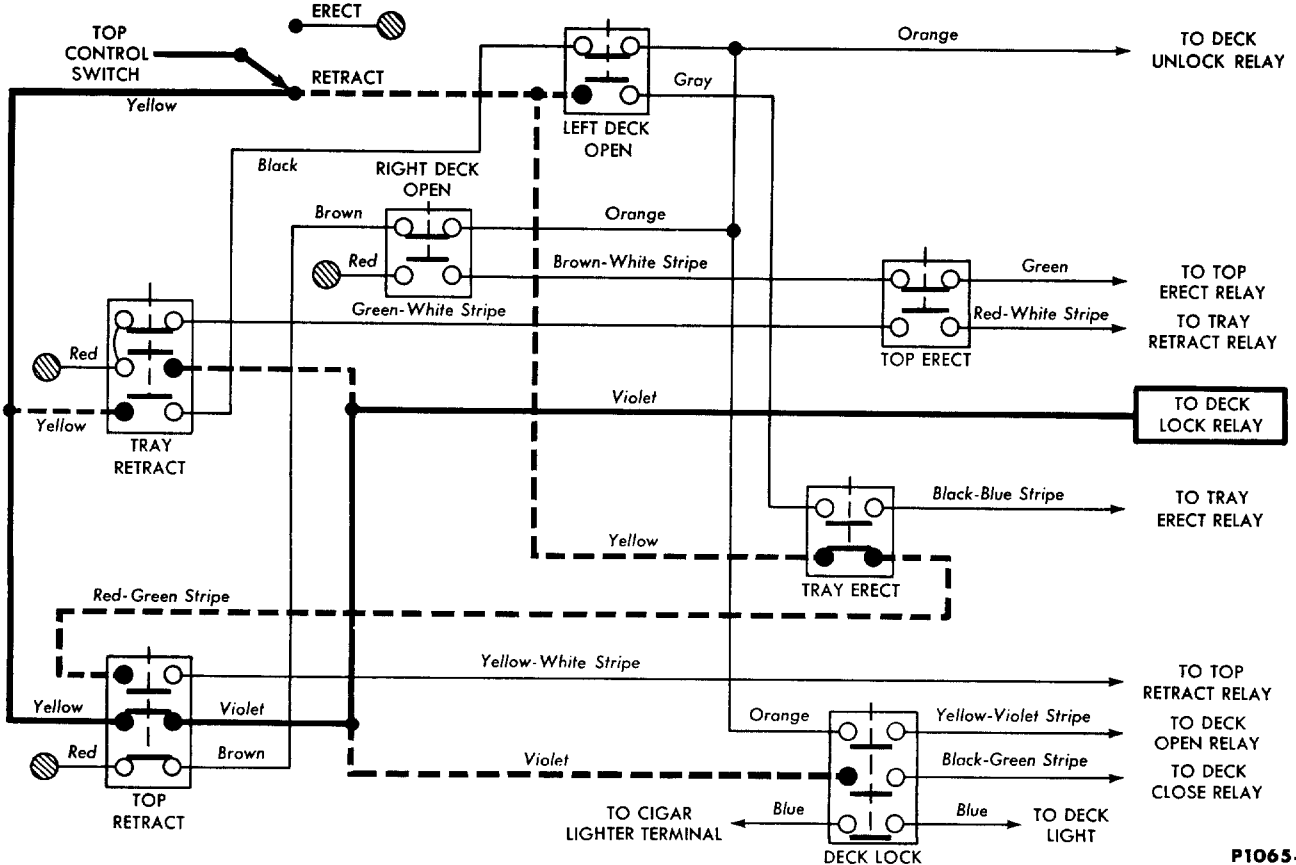 ERECT
TOP
CONTROL
SWITCH
RETRACT
Yellow
Orange
TO DECK
UNLOCK RELAY
Gray
LEFT DECK
OPEN
Black
RIGHT DECK
OPEN
Brown
Orange
Red
Brown-White Stripe
Green
TO TOP
ERECT RELAY
Green-White Stripe
Red-White Stripe
TO TRAY
RETRACT RELAY
TOP ERECT
Red
Yellow
TRAY
RETRACT
Violet
TO DECK
LOCK RELAY
Black-Blue Stripe
TO TRAY
ERECT RELAY
Yellow
TRAY ERECT
Red-Green Stripe
Yellow-White Stripe
TO TOP
RETRACT RELAY
Yellow
Violet
Orange
Yellow-Violet Stripe
TO DECK
OPEN RELAY
Red
Brown
Violet
Black-Green Stripe
TO DECK
CLOSE RELAY
TOP
RETRACT
TO CIGAR
LIGHTER TERMINAL
Blue
Blue
TO DECK
LIGHT
DECK LOCK
P1065-